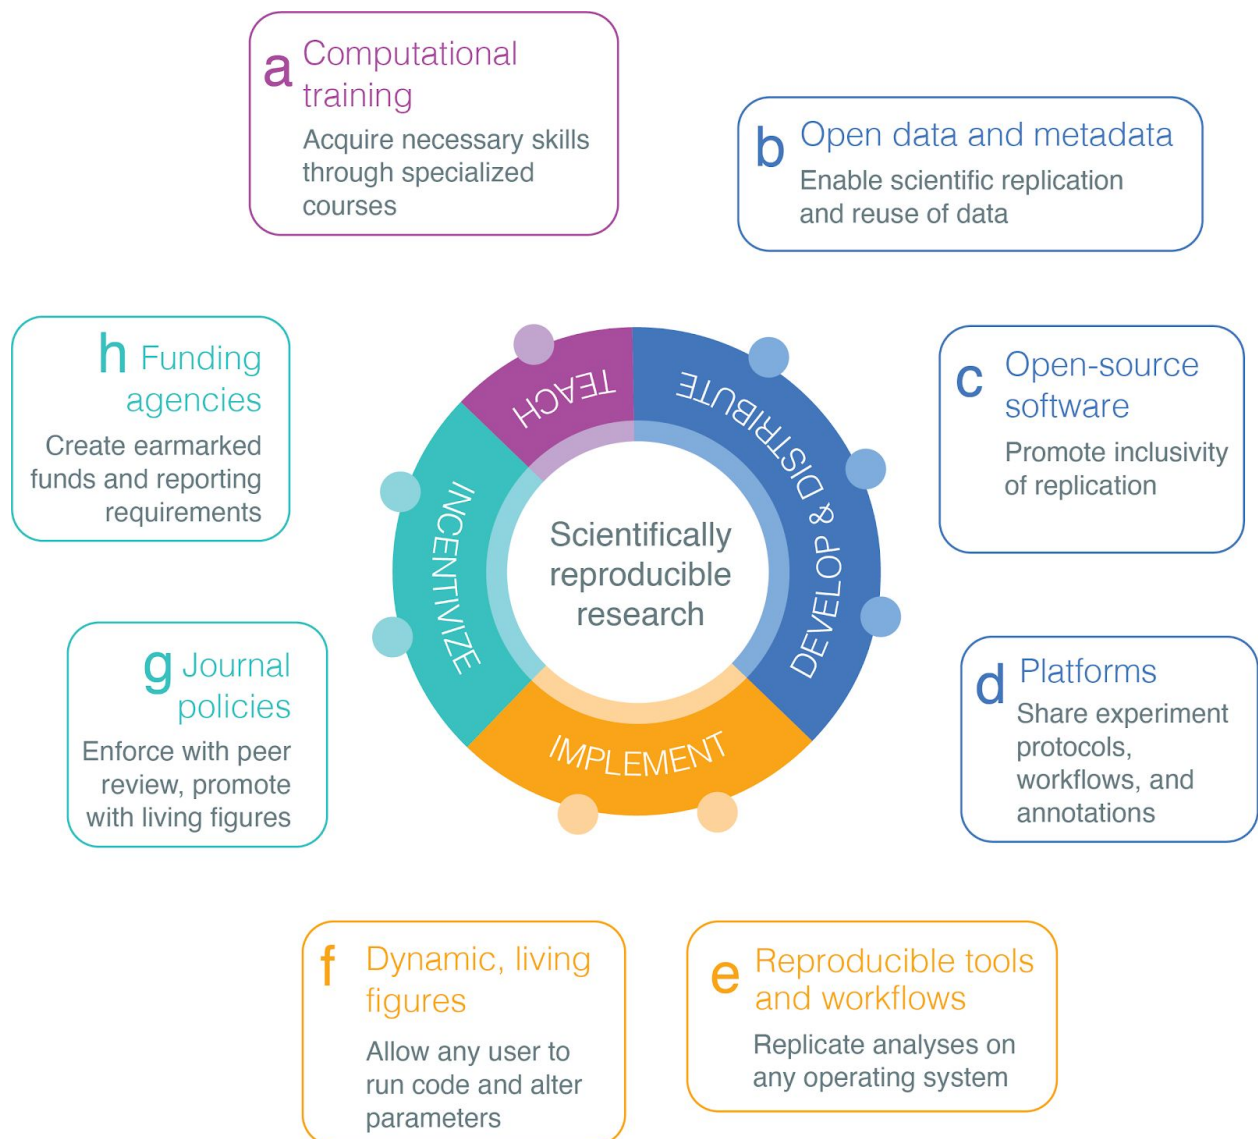 a Computational
training
Acquire necessary skills
through specialized
courses
b Open data and metadata
Enable scientific replication
and reuse of data
h Funding
agencies
Create earmarked
funds and reporting
requirements
c Open-source
software
Promote inclusivity
of replication
TEACH
DEVELOP & DISTRIBUTE
INCENTIVIZE
IMPLEMENT
Scientifically
reproducible
research
g Journal
policies
Enforce with peer
review, promote
with living figures
d Platforms
Share experiment
protocols,
workflows, and
annotations
f Dynamic, living
figures
Allow any user to
run code and alter
parameters
e Reproducible tools
and workflows
Replicate analyses on
any operating system